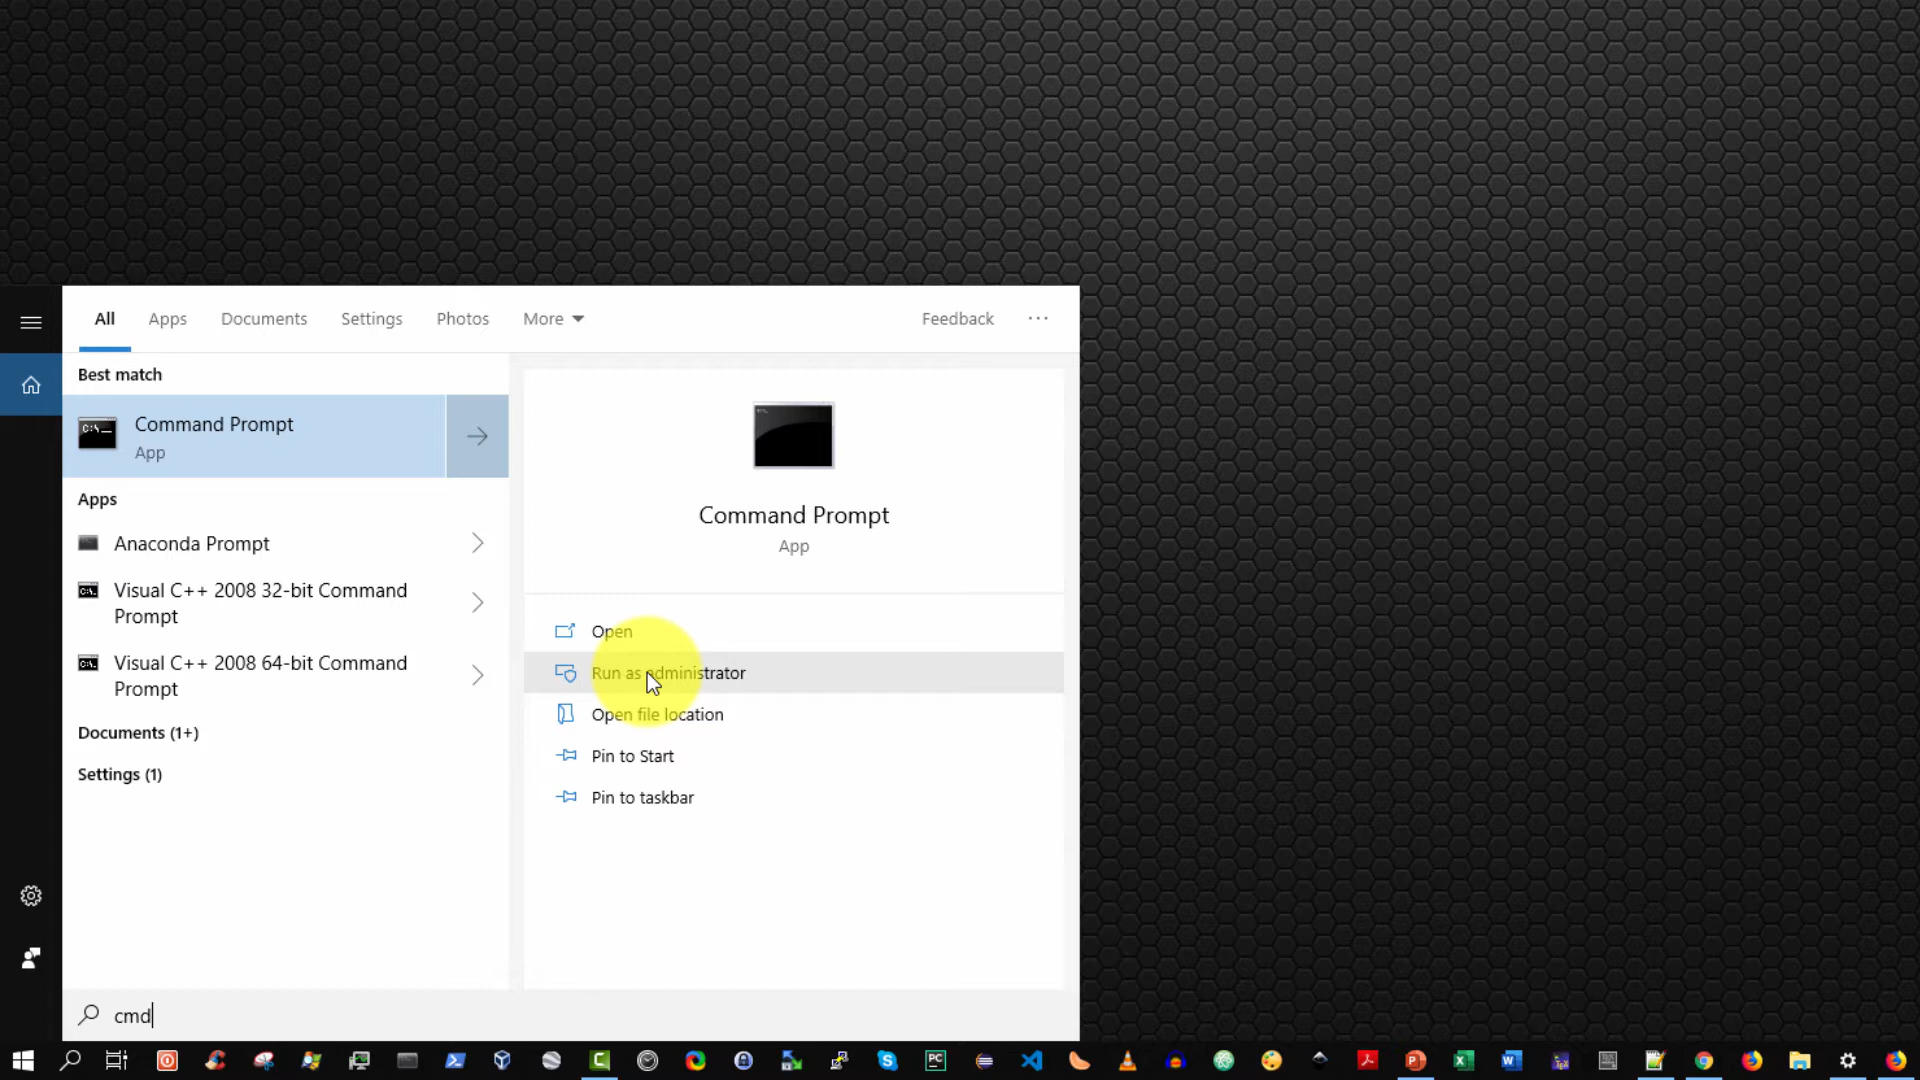 All Apps Documents Settings Photos More Feedback ...
Best match
Command Prompt
App
Apps
Anaconda Prompt
Visual C++ 2008 32-bit Command
Prompt
Visual C++ 2008 64-bit Command
Prompt
Documents (1+)
Settings (1)
Command Prompt
App
Open
Run as administrator
Open file location
Pin to Start
Pin to taskbar
cmd